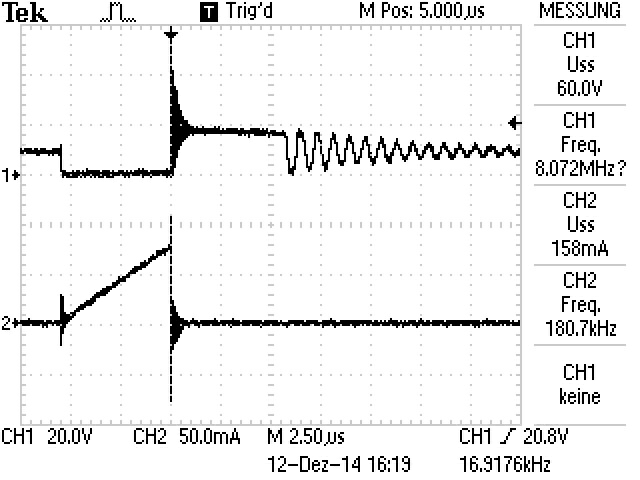 Tek T Trig'd M Pos: 5.000µs MESSUNG
CH1
Uss
60.0V
CH1
Freq.
8.072MHz?
CH2
Uss
158mA
CH2
Freq.
180.7kHz
CH1
keine
1
2
CH1 20.0V CH2 50.0mA M 2.50µs CH1 20.8V
12-Dez-14 16:19 16.9176kHz